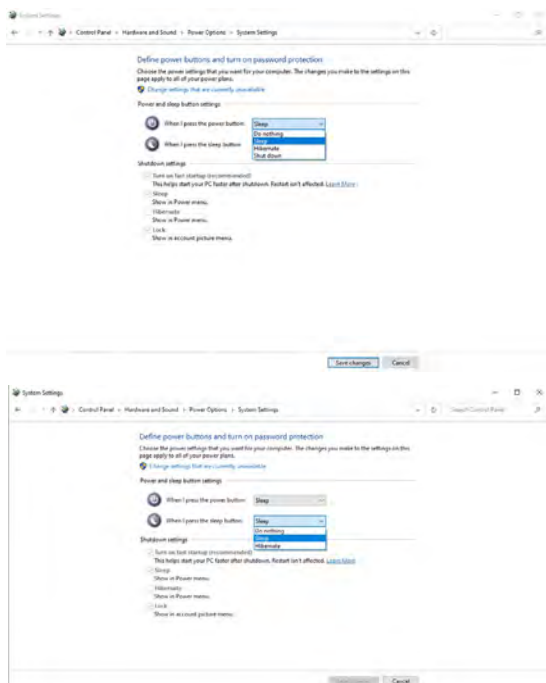 System Settings
Control Panel > Hardware and Sound > Power Options > System Settings
Define power buttons and turn on password protection
Choose the power settings that you want for your computer. The changes you make to the settings on this
page apply to all of your power plans.
Change settings that are currently unavailable
Power and sleep button settings
When I press the power button: Sleep
Do nothing
Sleep
Hibernate
Shut down
When I press the sleep button:
Shutdown settings
Turn on fast startup (recommended)
This helps start your PC faster after shutdown. Restart isn't affected. Learn More
Sleep
Show in Power menu.
Hibernate
Show in Power menu.
Lock
Show in account picture menu.
Save changes Cancel
System Settings
Control Panel > Hardware and Sound > Power Options > System Settings Search Control Panel
Define power buttons and turn on password protection
Choose the power settings that you want for your computer. The changes you make to the settings on this
page apply to all of your power plans.
Change settings that are currently unavailable
Power and sleep button settings
When I press the power button: Sleep
When I press the sleep button: Sleep
Do nothing
Sleep
Hibernate
Shutdown settings
Turn on fast startup (recommended)
This helps start your PC faster after shutdown. Restart isn't affected. Learn More
Sleep
Show in Power menu.
Hibernate
Show in Power menu.
Lock
Show in account picture menu.
Cancel